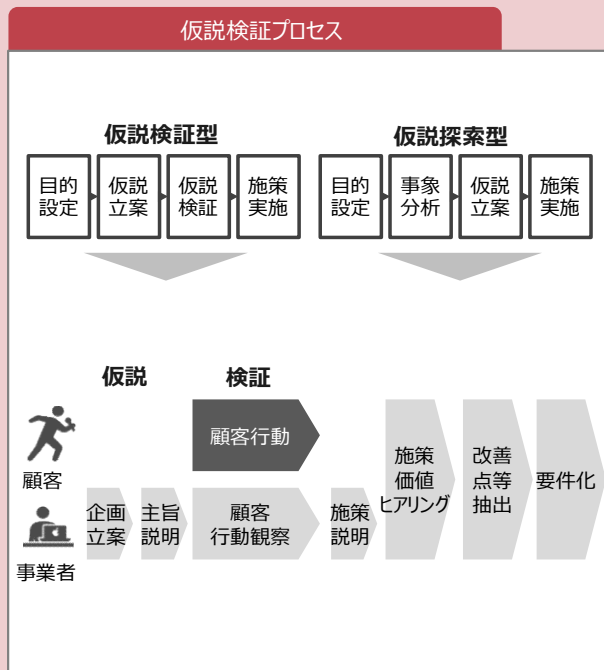 仮説検証プロセス
仮説検証型
目的
設定
仮説
立案
仮説
検証
施策
実施
仮説探索型
目的
設定
事象
分析
仮説
立案
施策
実施
仮説
検証
顧客
顧客行動
事業者
企画
立案
主旨
説明
顧客
行動観察
施策
説明
施策
価値
ヒアリング
改善
点等
抽出
要件化